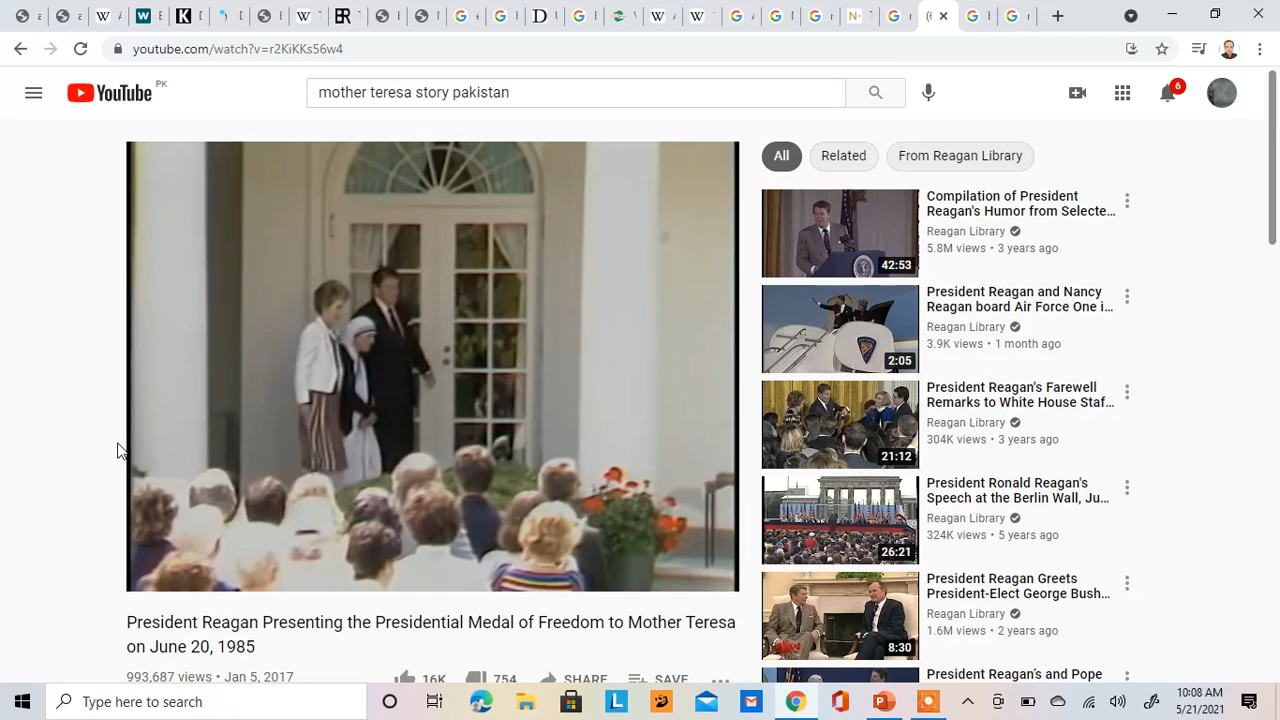 youtube.com/watch?v=r2KiKKs56w4
YouTube PK
mother teresa story pakistan
6
All
Related
From Reagan Library
42:53
Compilation of President
Reagan's Humor from Selecte...
Reagan Library
5.8M views • 3 years ago
2:05
President Reagan and Nancy
Reagan board Air Force One i...
Reagan Library
3.9K views • 1 month ago
21:12
President Reagan's Farewell
Remarks to White House Staf...
Reagan Library
304K views • 3 years ago
26:21
President Ronald Reagan's
Speech at the Berlin Wall, Ju...
Reagan Library
324K views • 5 years ago
8:30
President Reagan Greets
President-Elect George Bush...
Reagan Library
1.6M views • 2 years ago
President Reagan's and Pope
President Reagan Presenting the Presidential Medal of Freedom to Mother Teresa
on June 20, 1985
993,687 views • Jan 5, 2017
16K
754
SHARE
SAVE
Type here to search
10:08 AM
5/21/2021